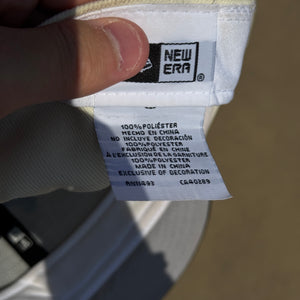 NEW
ERA®
100% POLIÉSTER
HECHO EN CHINA
NO INCLUYE DECORACIÓN
100% POLYESTER
FABRIQUÉ EN CHINE
À L'EXCLUSION DE LA GARNITURE
100% POLYESTER
MADE IN CHINA
EXCLUSIVE OF DECORATION
CA40289